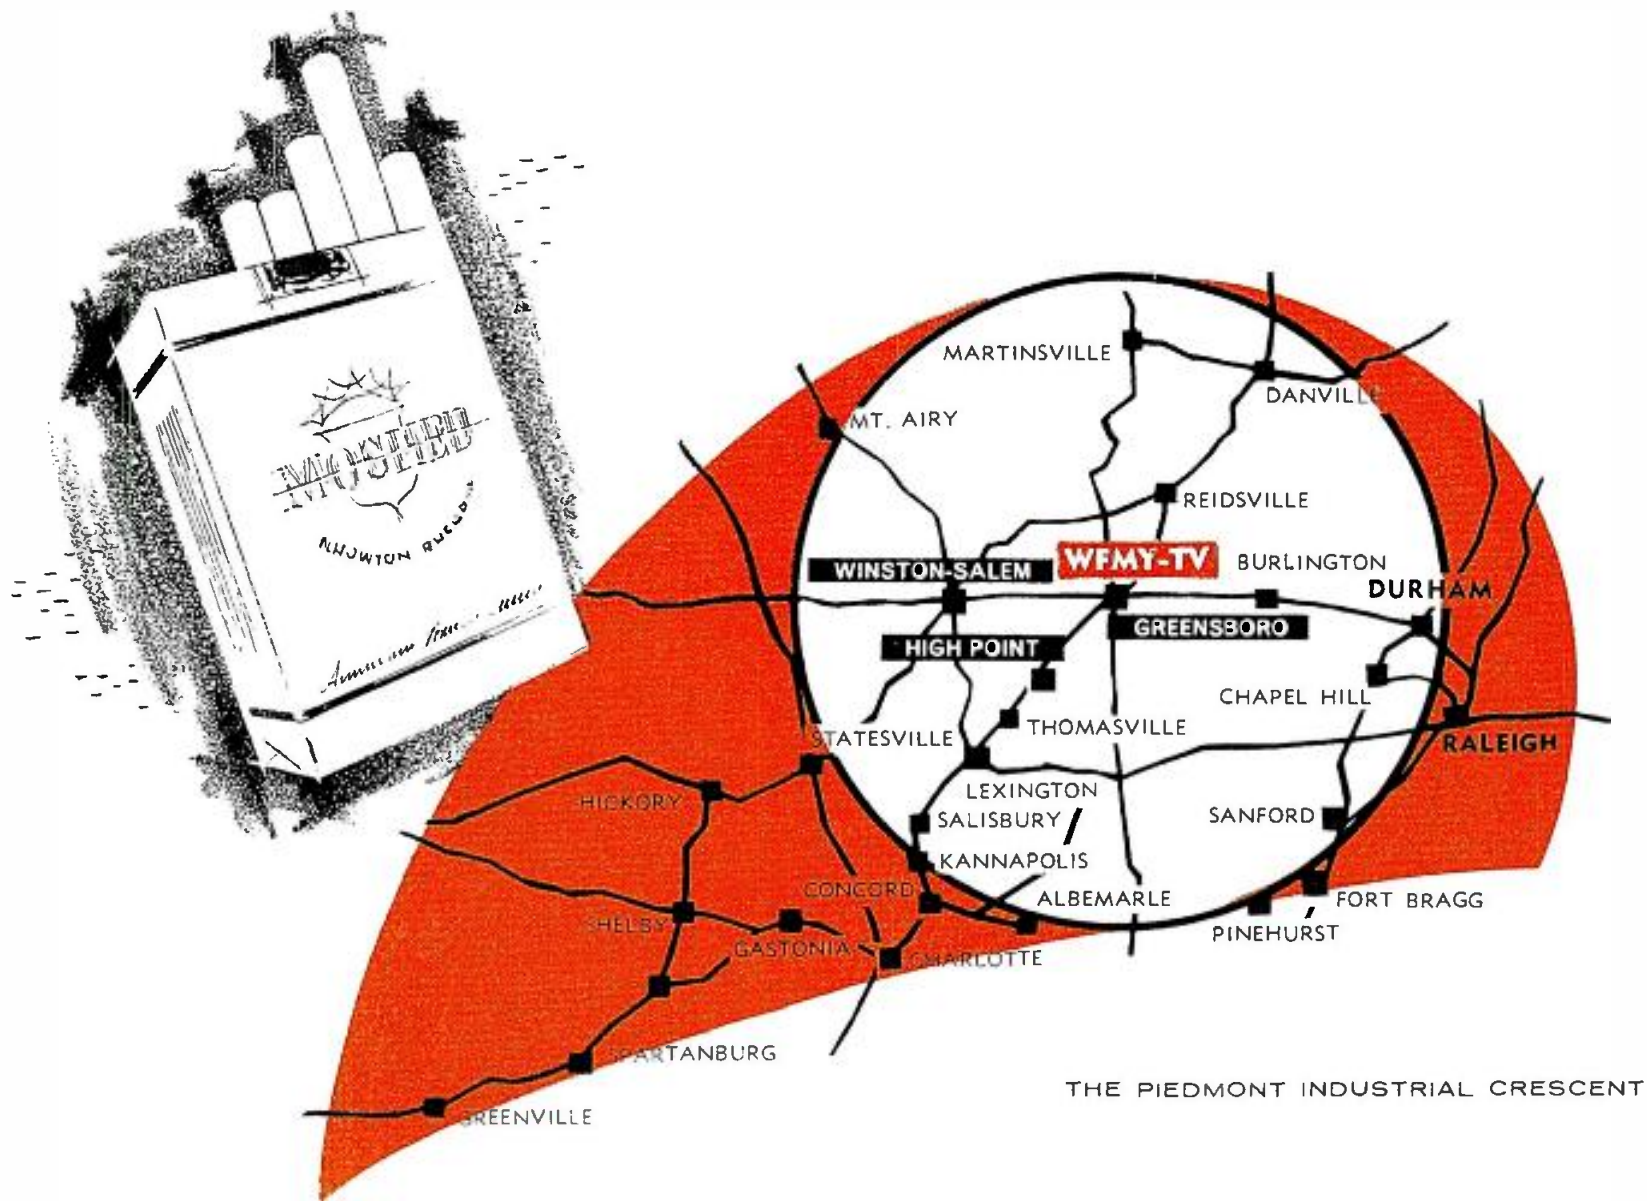 MOSHED
MARTINSVILLE
DANVILLE
MT. AIRY
REIDSVILLE
WINSTON-SALEM
WFMY-TV
BURLINGTON
DURHAM
GREENSBORO
HIGH POINT
CHAPEL HILL
THOMASVILLE
STATESVILLE
RALEIGH
LEXINGTON
HICKORY
SALISBURY
SANFORD
KANNAPOLIS
CONCORD
ALBEMARLE
FORT BRAGG
SHELBY
PINEHURST
GASTONIA
CHARLOTTE
SPARTANBURG
THE PIEDMONT INDUSTRIAL CRESCENT
GREENVILLE